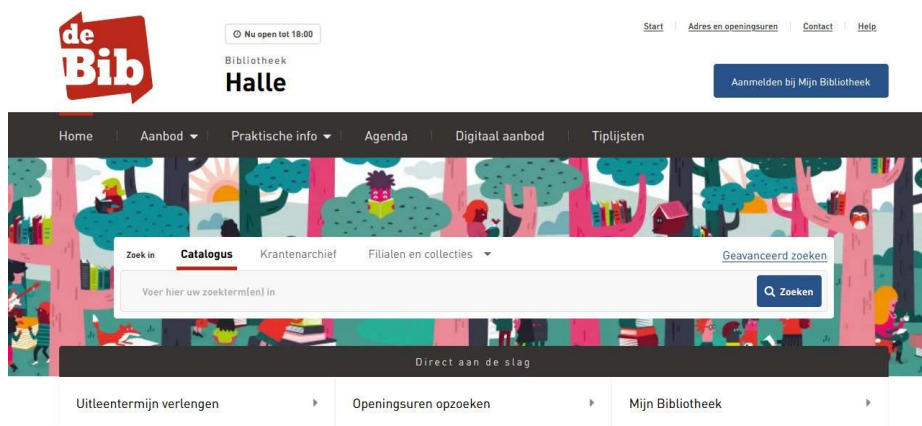 de
Bib
Nu open tot 18:00
Bibliotheek
Halle
Start Adres en openingsuren Contact Help
Aanmelden bij Mijn Bibliotheek
Home Aanbod Praktische info Agenda Digitaal aanbod Tiplijsten
Zoek in Catalogus Krantenarchief Filialen en collecties Geavanceerd zoeken
Voer hier uw zoekterm(en) in Zoeken
Direct aan de slag
Uitleentermijn verlengen Openingsuren opzoeken Mijn Bibliotheek